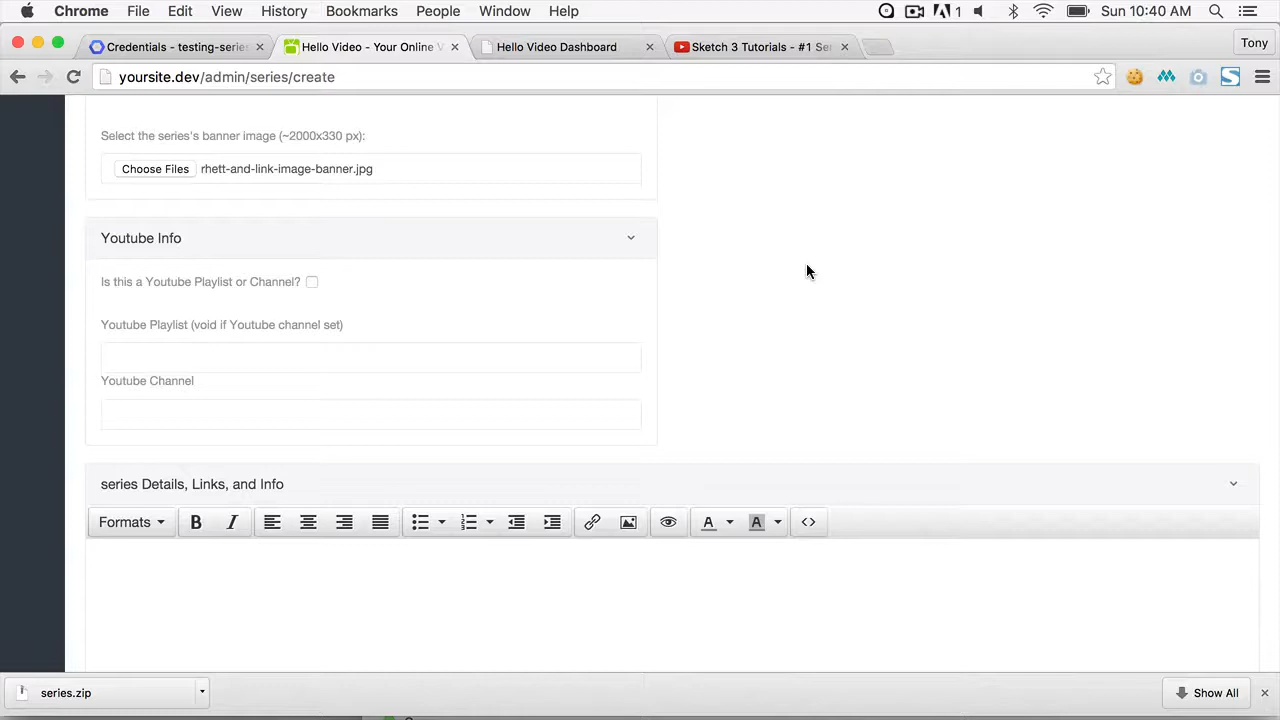 Chrome File Edit View History Bookmarks People Window Help 1 Sun 10:40 AM
Credentials - testing-serie Hello Video - Your Online V Hello Video Dashboard Sketch 3 Tutorials - #1 Se Tony
yoursite.dev/admin/series/create
Select the series's banner image (~2000x330 px):
Choose Files rhett-and-link-image-banner.jpg
Youtube Info
Is this a Youtube Playlist or Channel?
Youtube Playlist (void if Youtube channel set)
Youtube Channel
series Details, Links, and Info
Formats B I A A
series.zip Show All